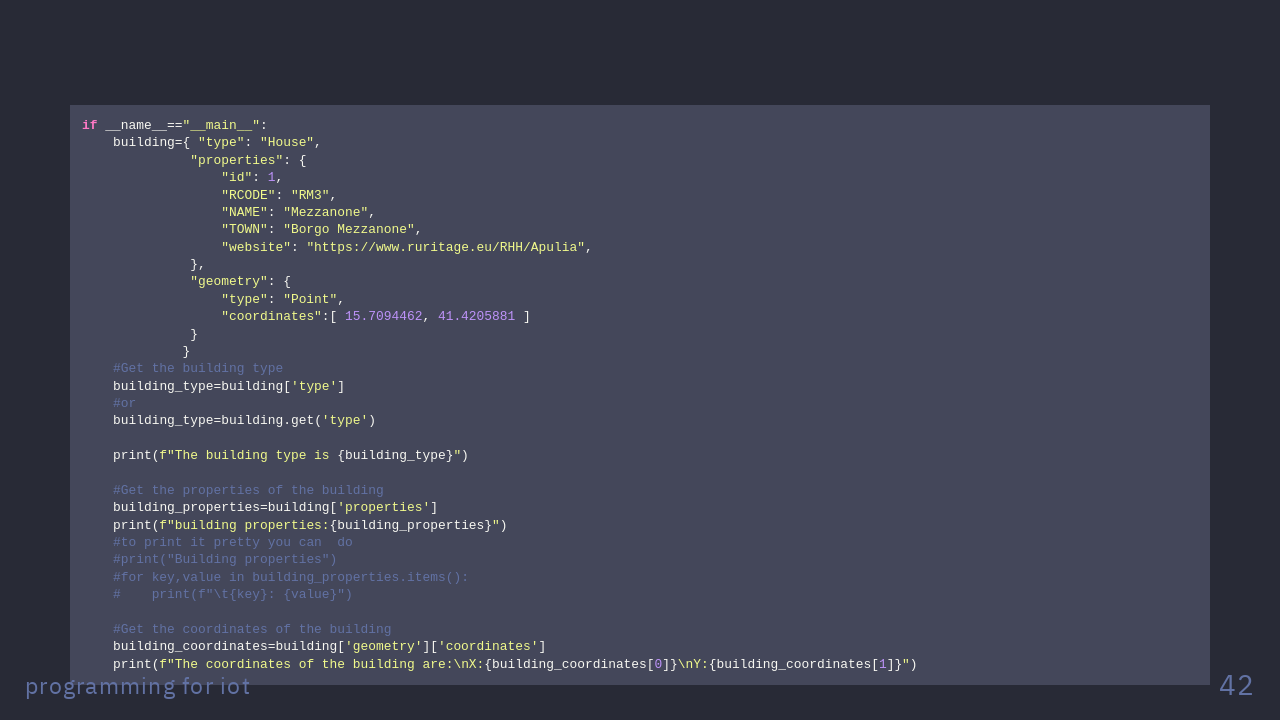 if __name__=="__main__":
    building={ "type": "House",
              "properties": {
                  "id": 1,
                  "RCODE": "RM3",
                  "NAME": "Mezzanone",
                  "TOWN": "Borgo Mezzanone",
                  "website": "https://www.ruritage.eu/RHH/Apulia",
              },
              "geometry": {
                  "type": "Point",
                  "coordinates":[ 15.7094462, 41.4205881 ]
              }
             }
    #Get the building type
    building_type=building['type']
    #or
    building_type=building.get('type')

    print(f"The building type is {building_type}")

    #Get the properties of the building
    building_properties=building['properties']
    print(f"building properties:{building_properties}")
    #to print it pretty you can  do
    #print("Building properties")
    #for key,value in building_properties.items():
    #    print(f"\t{key}: {value}")

    #Get the coordinates of the building
    building_coordinates=building['geometry']['coordinates']
    print(f"The coordinates of the building are:\nX:{building_coordinates[0]}\nY:{building_coordinates[1]}")
programming for iot
42